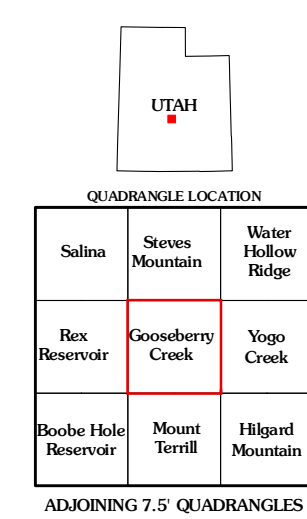 UTAH
QUADRANGLE LOCATION
Salina
Steves
Mountain
Water
Hollow
Ridge
Rex
Reservoir
Gooseberry
Creek
Yogo
Creek
Boobe Hole
Reservoir
Mount
Terrill
Hilgard
Mountain
ADJOINING 7.5' QUADRANGLES